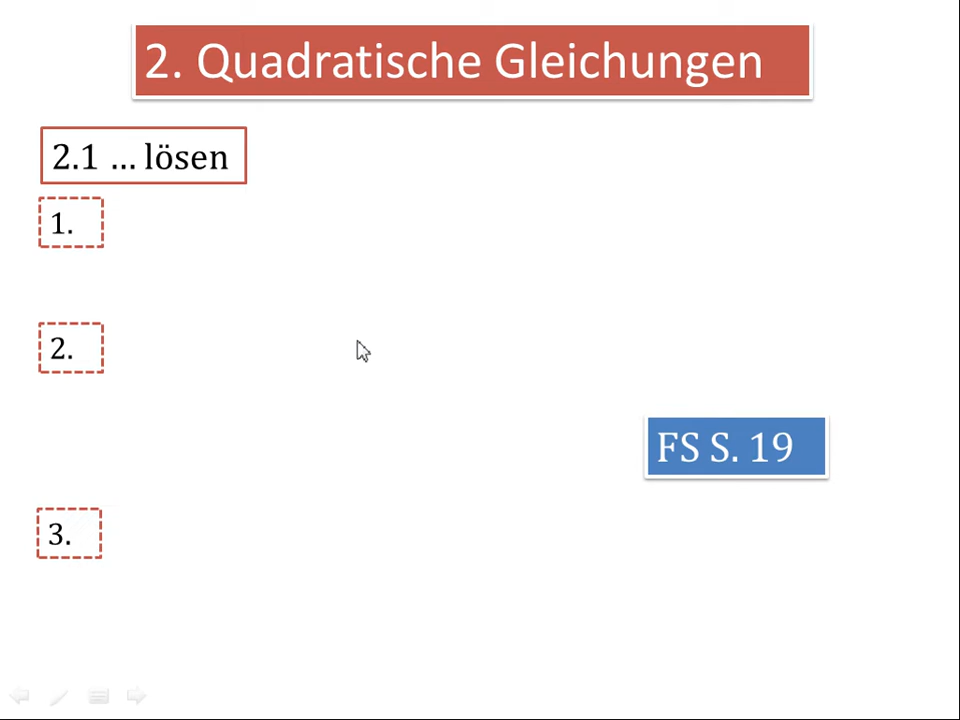 2. Quadratische Gleichungen
2.1 ... lösen
1.
2.
FS S. 19
3.